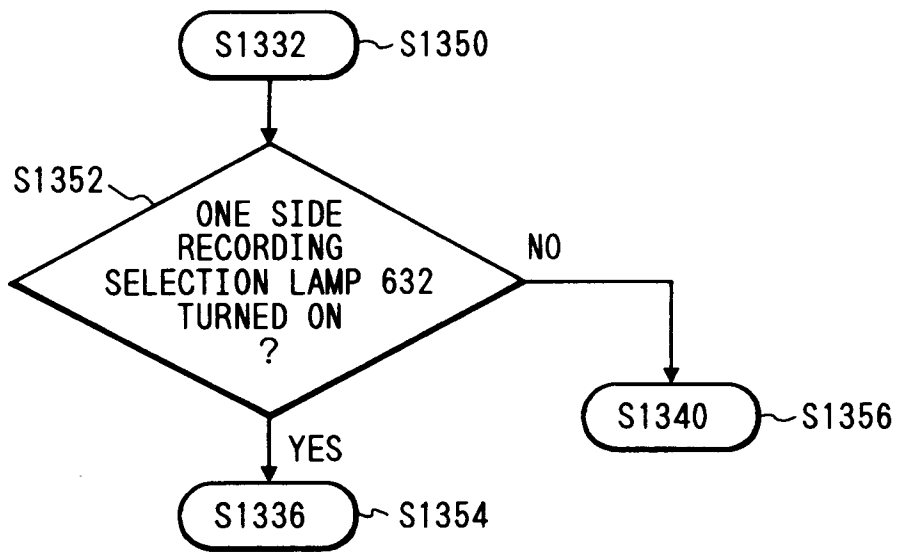 S1332
S1350
S1352
ONE SIDE
RECORDING
SELECTION LAMP 632
TURNED ON
?
NO
YES
S1340
S1356
S1336
S1354